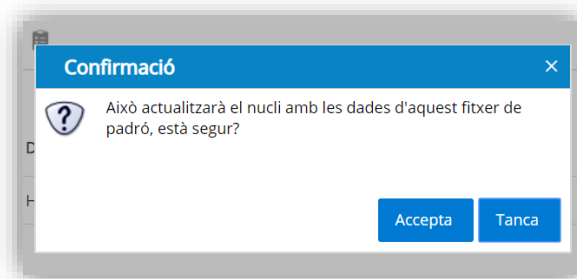 Confirmació
Això actualitzarà el nucli amb les dades d'aquest fitxer de
padró, està segur?
D
H
Accepta Tanca